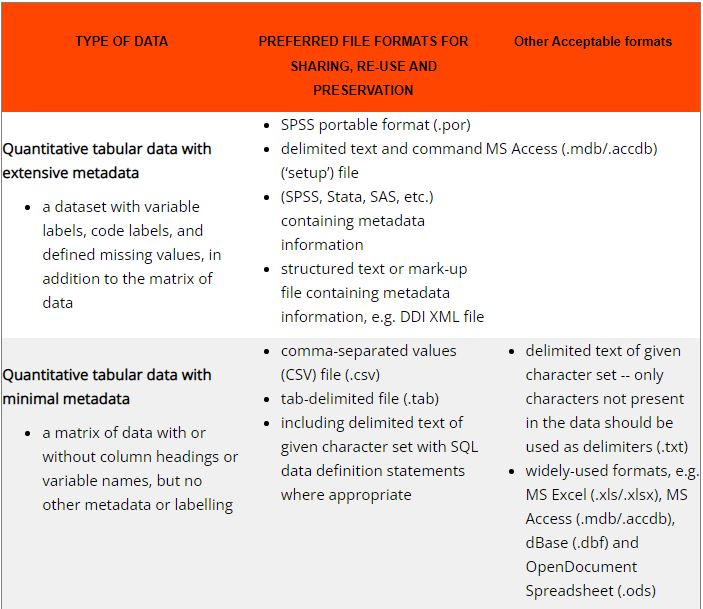 TYPE OF DATA
PREFERRED FILE FORMATS FOR
SHARING, RE-USE AND
PRESERVATION
Other Acceptable formats
Quantitative tabular data with
extensive metadata
• a dataset with variable
labels, code labels, and
defined missing values, in
addition to the matrix of
data
• SPSS portable format (.por)
• delimited text and command
(‘setup’) file
• (SPSS, Stata, SAS, etc.)
containing metadata
information
• structured text or mark-up
file containing metadata
information, e.g. DDI XML file
MS Access (.mdb/.accdb)
Quantitative tabular data with
minimal metadata
• a matrix of data with or
without column headings or
variable names, but no
other metadata or labelling
• comma-separated values
(CSV) file (.csv)
• tab-delimited file (.tab)
• including delimited text of
given character set with SQL
data definition statements
where appropriate
• delimited text of given
character set -- only
characters not present
in the data should be
used as delimiters (.txt)
• widely-used formats, e.g.
MS Excel (.xls/.xlsx), MS
Access (.mdb/.accdb),
dBase (.dbf) and
OpenDocument
Spreadsheet (.ods)